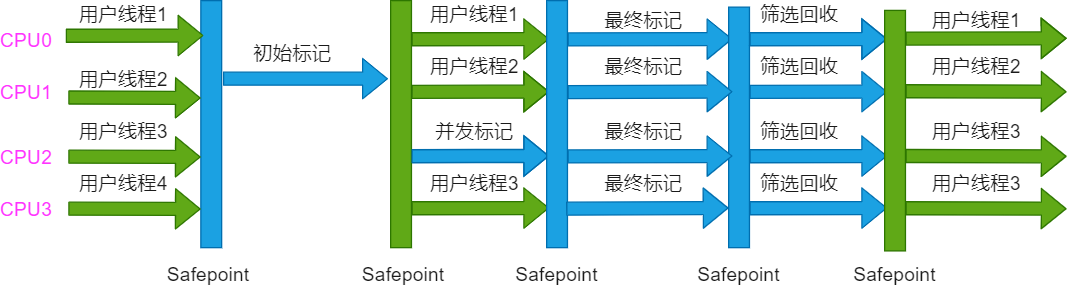 用户线程1
用户线程1
最终标记
筛选回收
用户线程1
CPU0
初始标记
用户线程2
用户线程2
最终标记
筛选回收
用户线程2
CPU1
用户线程3
并发标记
最终标记
筛选回收
用户线程3
CPU2
用户线程4
用户线程3
最终标记
筛选回收
用户线程3
CPU3
Safepoint
Safepoint
Safepoint
Safepoint
Safepoint